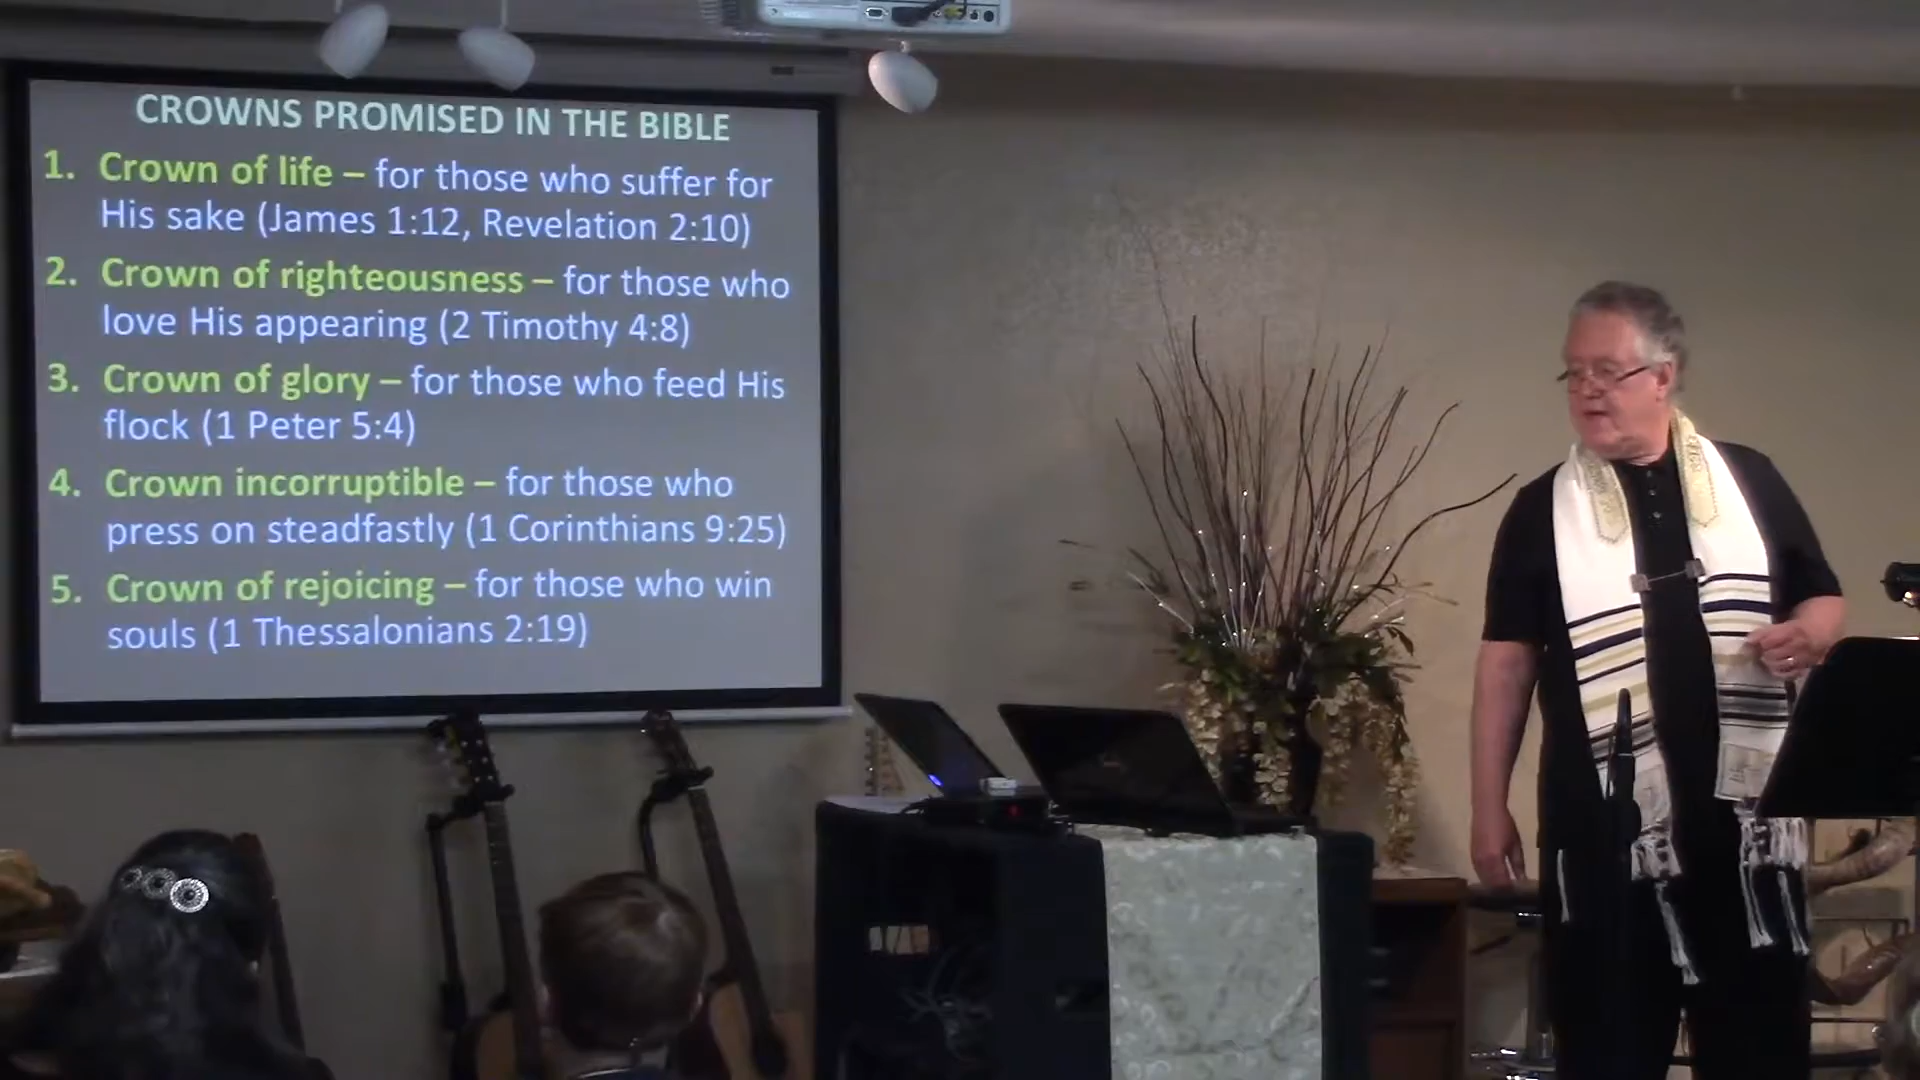 CROWNS PROMISED IN THE BIBLE
1. Crown of life – for those who suffer for
His sake (James 1:12, Revelation 2:10)
2. Crown of righteousness – for those who
love His appearing (2 Timothy 4:8)
3. Crown of glory – for those who feed His
flock (1 Peter 5:4)
4. Crown incorruptible – for those who
press on steadfastly (1 Corinthians 9:25)
5. Crown of rejoicing – for those who win
souls (1 Thessalonians 2:19)